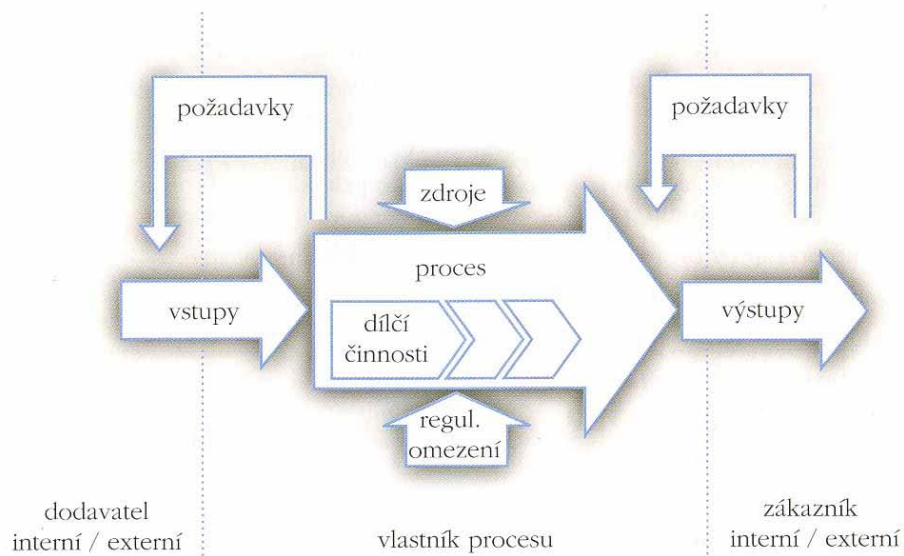 požadavky
požadavky
zdroje
proces
vstupy
dílčí
činnosti
výstupy
regul.
omezení
dodavatel
interní / externí
vlastník procesu
zákazník
interní / externí